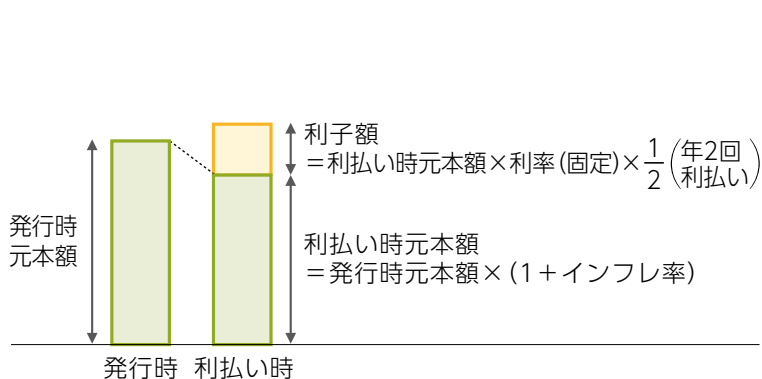 利子額
＝利払い時元本額×利率(固定)×1/2(年2回利払い)
発行時
元本額
利払い時元本額
＝発行時元本額×(1＋インフレ率)
発行時 利払い時